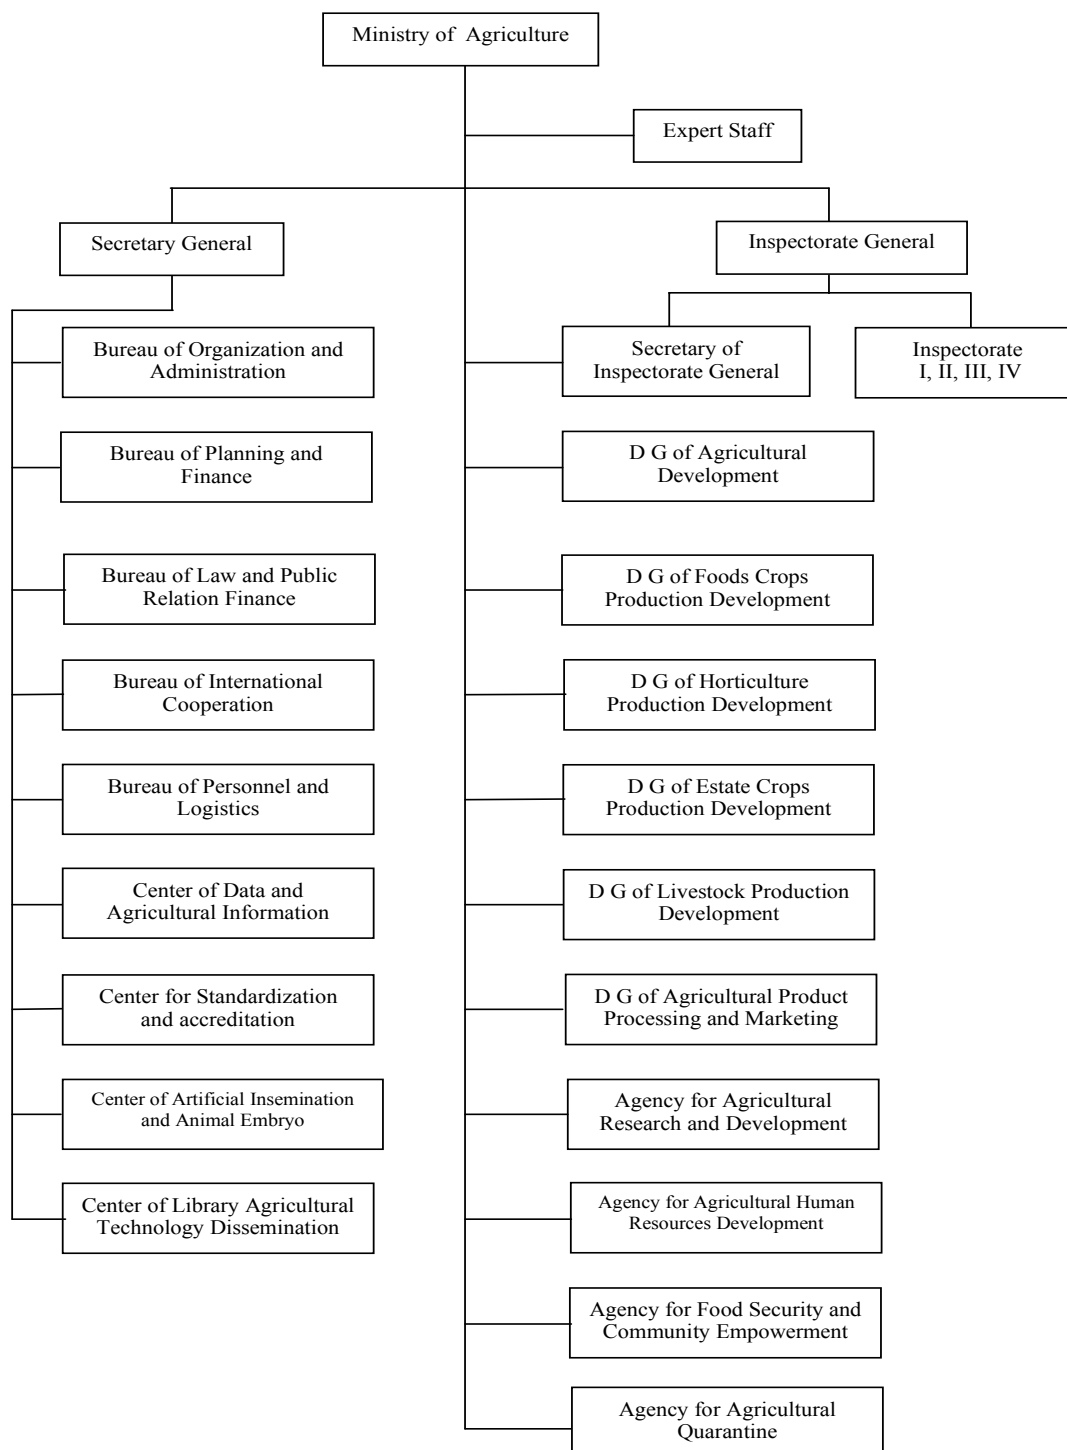 Ministry of Agriculture
Expert Staff
Secretary General
Inspectorate General
Secretary of
Inspectorate General
Inspectorate
I, II, III, IV
Bureau of Organization and
Administration
Bureau of Planning and
Finance
Bureau of Law and Public
Relation Finance
Bureau of International
Cooperation
Bureau of Personnel and
Logistics
Center of Data and
Agricultural Information
Center for Standardization
and accreditation
Center of Artificial Insemination
and Animal Embryo
Center of Library Agricultural
Technology Dissemination
D G of Agricultural
Development
D G of Foods Crops
Production Development
D G of Horticulture
Production Development
D G of Estate Crops
Production Development
D G of Livestock Production
Development
D G of Agricultural Product
Processing and Marketing
Agency for Agricultural
Research and Development
Agency for Agricultural Human
Resources Development
Agency for Food Security and
Community Empowerment
Agency for Agricultural
Quarantine